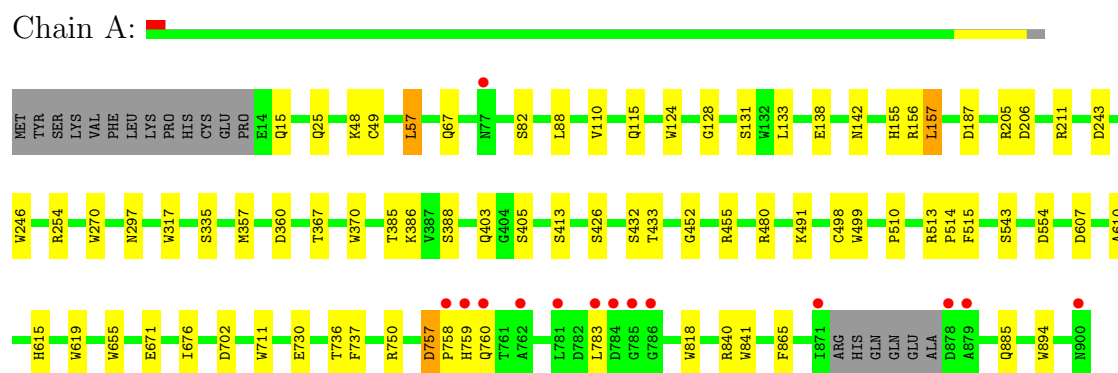 Chain A:
MET TYR SER LYS VAL PHE LEU LYS PRO HIS CYS GLU PRO E14 Q15 Q25 K48 C49 L57 Q67 N77 S82 L88 V110 Q115 W124 G128 S131 W132 L133 E138 N142 H155 R156 L157 D187 R205 D206 R211 D243
W246 R254 W270 N297 W317 S335 M357 D360 T367 W370 T385 K386 V387 S388 Q403 G404 S405 S413 S426 S432 T433 G452 R455 R480 K491 C498 W499 P510 R513 P514 F515 S543 D554 D607
H615 W619 W655 E671 I676 D702 W711 E730 T736 F737 R750 D757 P758 H759 Q760 T761 A762 L781 D782 L783 D784 G785 G786 W818 R840 W841 F865 I871 ARG HIS GLN GLN GLU ALA D878 A879 Q885 W894 N900